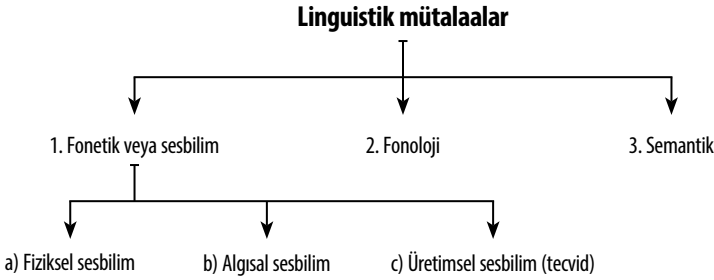 Linguistik mütalaalar
1. Fonetik veya sesbilim
2. Fonoloji
3. Semantik
a) Fiziksel sesbilim
b) Algısal sesbilim
c) Üretimsel sesbilim (tecvid)